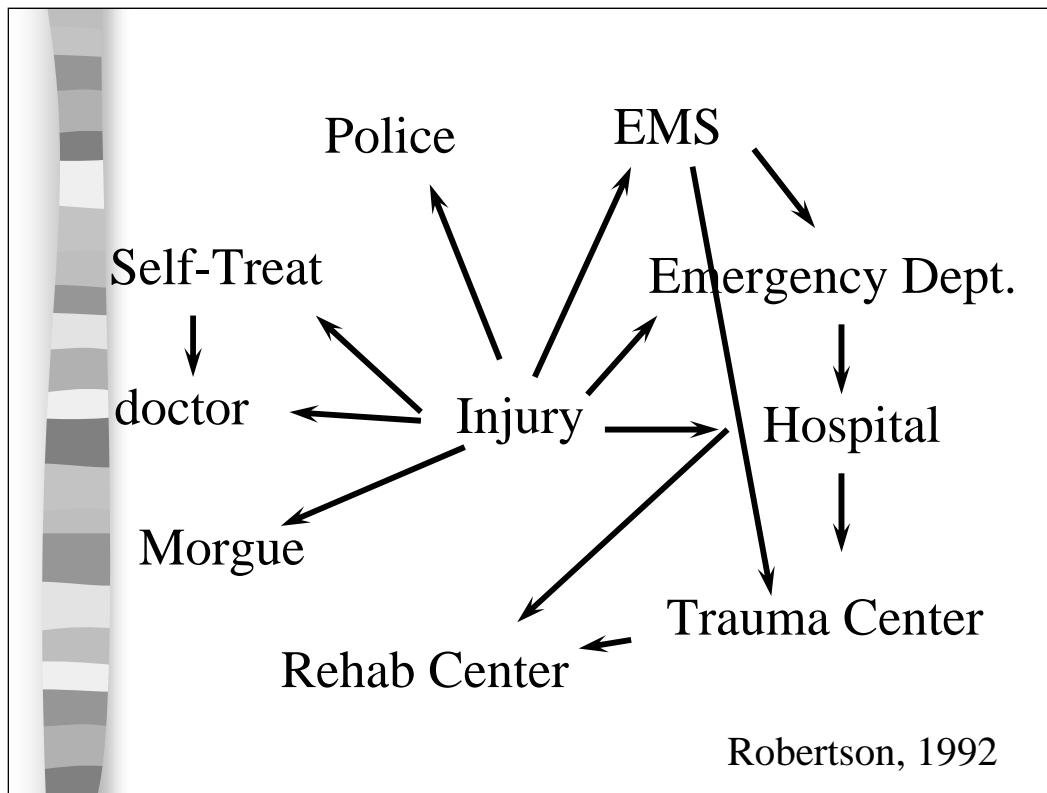 Police
EMS
Self-Treat
Emergency Dept.
doctor
Injury
Hospital
Morgue
Trauma Center
Rehab Center
Robertson, 1992